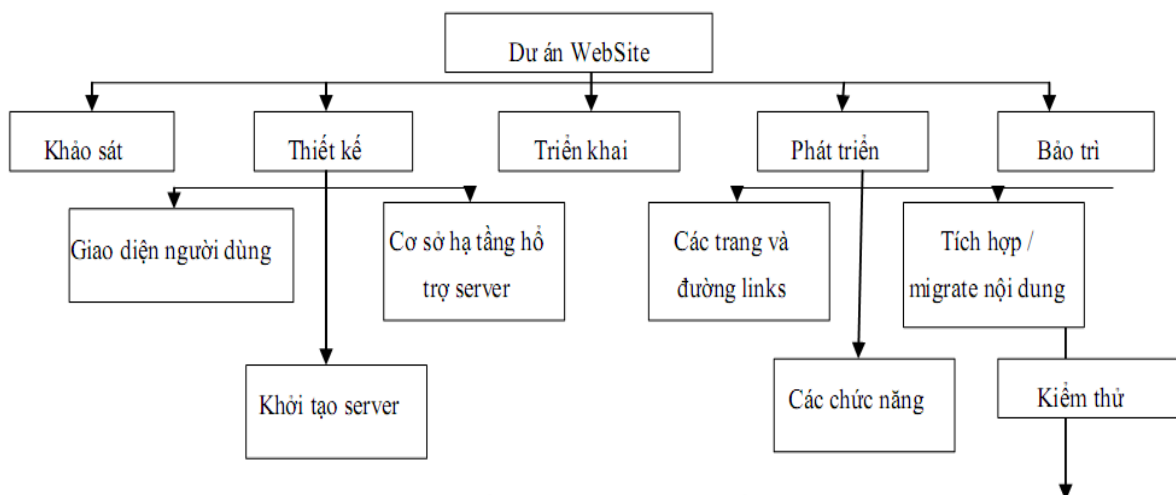 Dư án WebSite
Khảo sát
Thiết kế
Triển khai
Phát triển
Bảo trì
Giao diện người dùng
Cơ sở hạ tầng hổ
trợ server
Các trang và
đường links
Tích hợp /
migrate nội dung
Khởi tạo server
Các chức năng
Kiểm thử